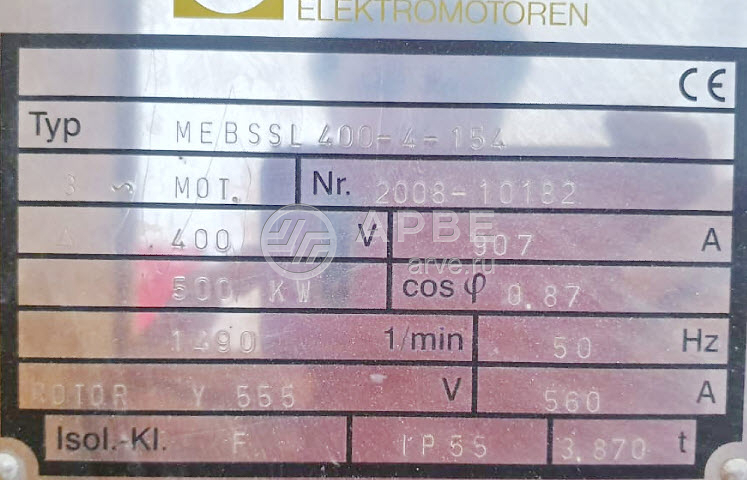 ELEKTROMOTOREN
CE
Typ MEBSSL 400-4-154
3 ~ MOT. Nr. 2008-10182
△ 400 V 907 A
500 KW cos φ 0.87
1490 1/min 50 Hz
ROTOR Y 555 V 560 A
Isol.-Kl. F IP55 3,870 t
АРВЕ
arve.ru